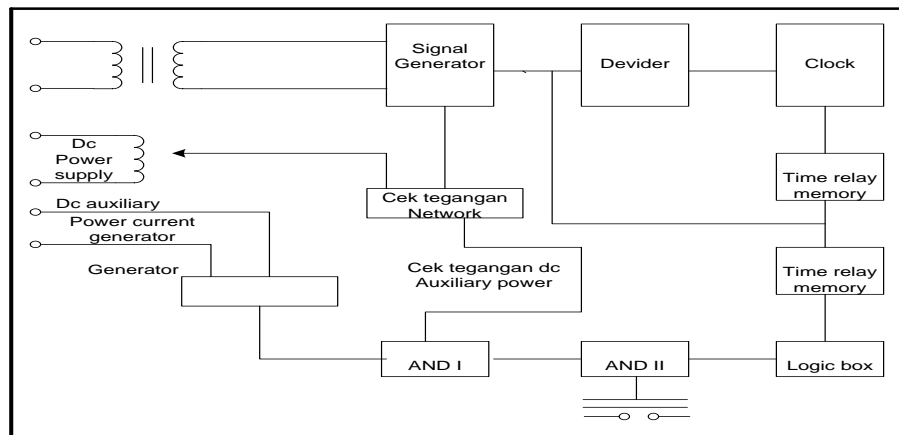 Signal
Generator
Devider
Clock
Dc
Power
supply
Time relay
memory
Cek tegangan
Network
Dc auxiliary
Power current
generator
Generator
Cek tegangan dc
Auxiliary power
Time relay
memory
AND I
AND II
Logic box